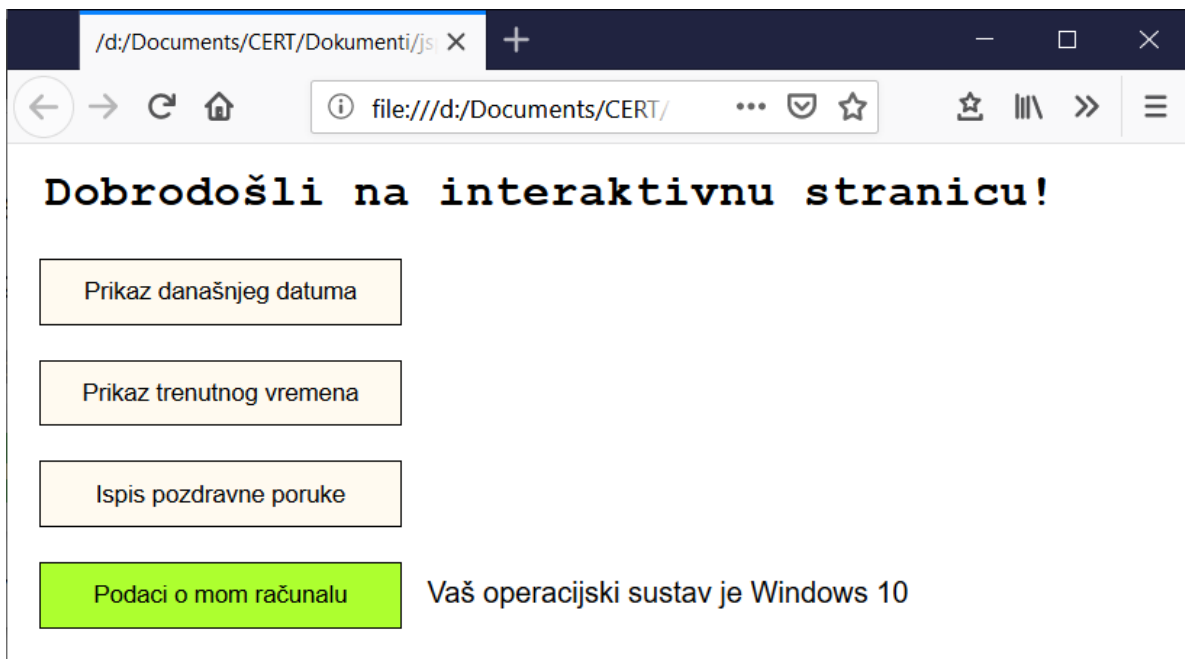 /d:/Documents/CERT/Dokumenti/js
file:///d:/Documents/CERT/
Dobrodošli na interaktivnu stranicu!
Prikaz današnjeg datuma
Prikaz trenutnog vremena
Ispis pozdravne poruke
Podaci o mom računalu Vaš operacijski sustav je Windows 10